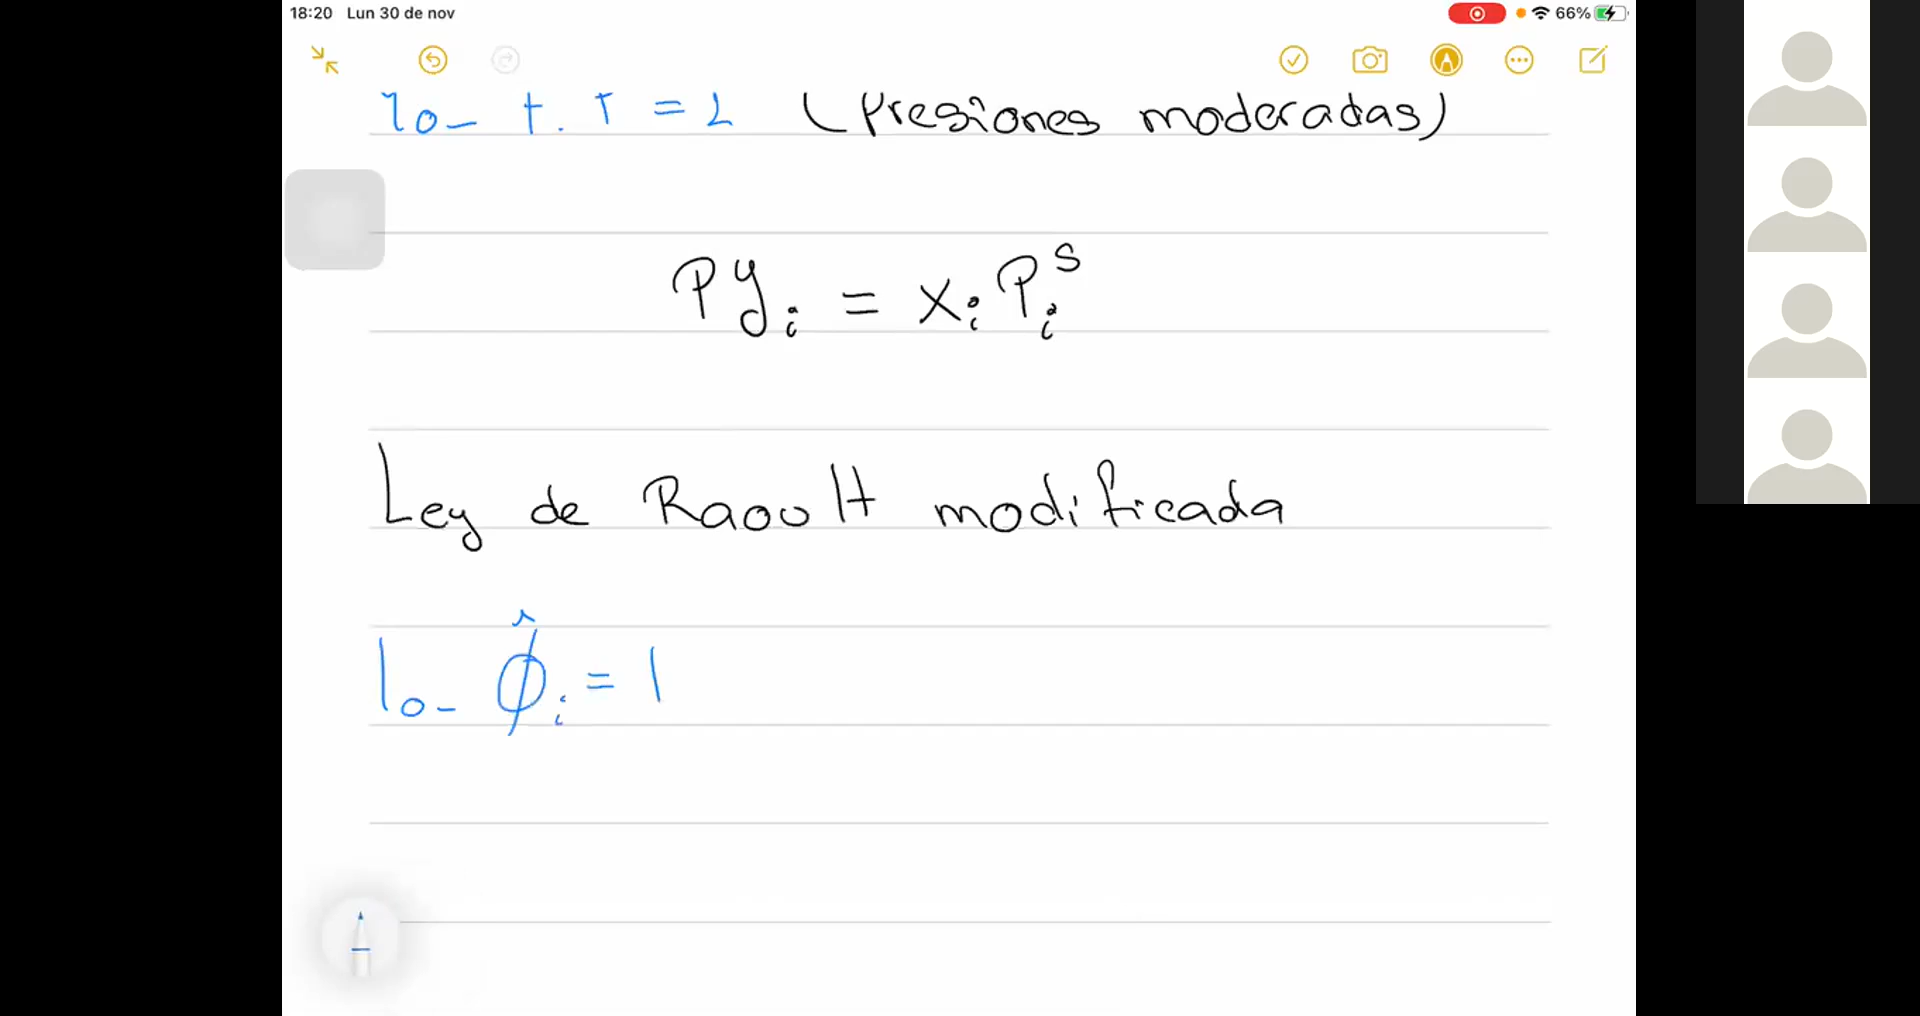 18:20 Lun 30 de nov 66%
= 1 (Presiones moderadas)
P y_i = x_i P_i^s
Ley de Raoult modificada
1o- φ̂_i = 1